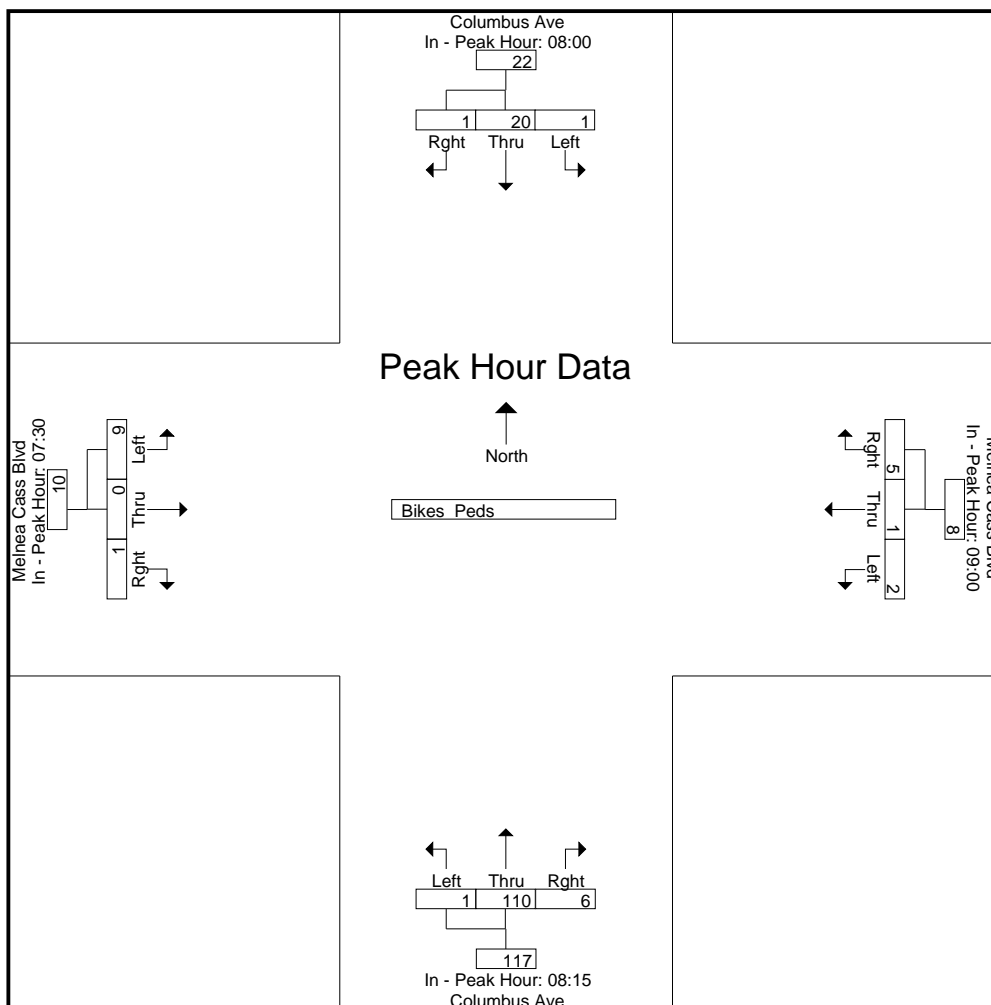 Columbus Ave
In - Peak Hour: 08:00
22
1 20 1
Rght Thru Left
Peak Hour Data
North
Bikes Peds
Melnea Cass Blvd
In - Peak Hour: 07:30
10
9 0 1
Left Thru Rght
Rght Thru Left
5 1 2
8
In - Peak Hour: 09:00
Melnea Cass Blvd
Left Thru Rght
1 110 6
117
In - Peak Hour: 08:15
Columbus Ave